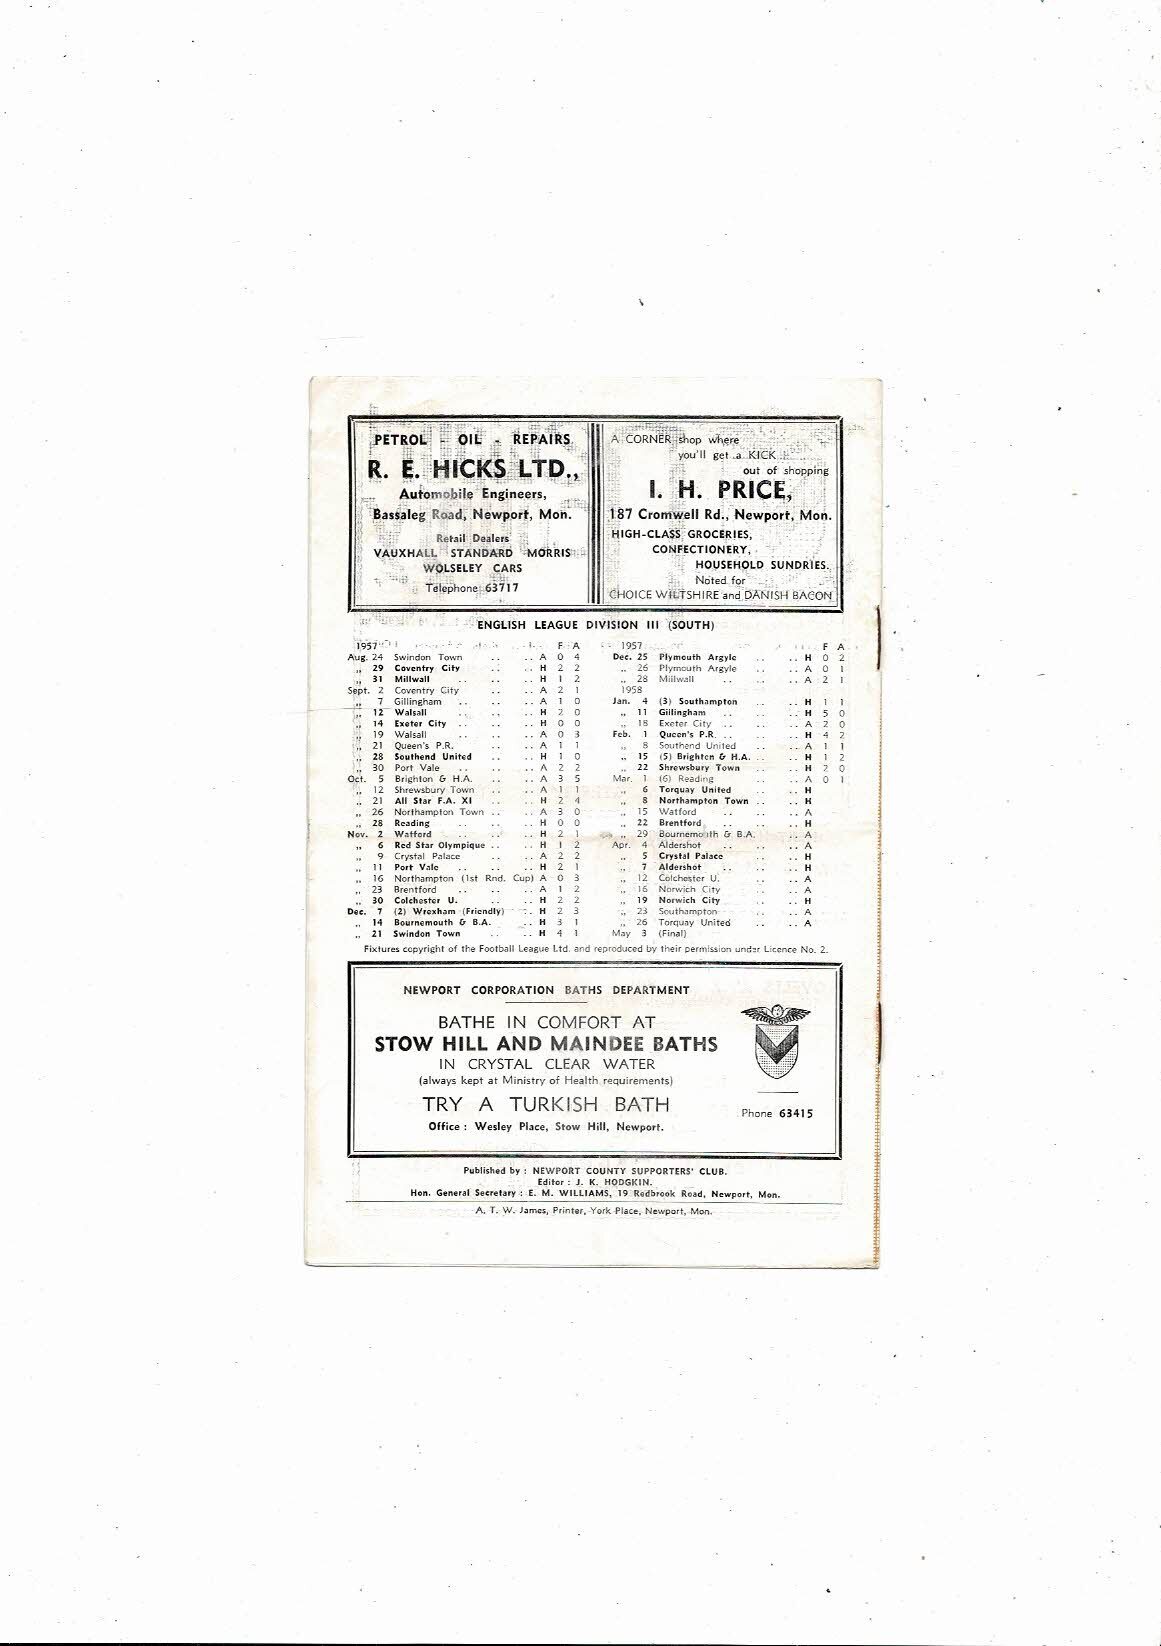 PETROL - OIL - REPAIRS
R. E. HICKS LTD.,
Automobile Engineers,
Bassaleg Road, Newport, Mon.
Retail Dealers
VAUXHALL STANDARD MORRIS
WOLSELEY CARS
Telephone 63717
A CORNER shop where
you'll get a KICK
out of shopping
I. H. PRICE,
187 Cromwell Rd., Newport, Mon.
HIGH-CLASS GROCERIES,
CONFECTIONERY,
HOUSEHOLD SUNDRIES.
Noted for
CHOICE WILTSHIRE and DANISH BACON
ENGLISH LEAGUE DIVISION III (SOUTH)
1957 F A
Aug. 24 Swindon Town .. .. A 0 4
,, 29 Coventry City .. .. H 2 2
,, 31 Millwall .. .. .. H 1 2
Sept. 2 Coventry City .. .. A 2 1
,, 7 Gillingham .. .. .. A 1 0
,, 12 Walsall .. .. .. H 2 0
,, 14 Exeter City .. .. .. H 0 0
,, 19 Walsall .. .. .. A 0 3
,, 21 Queen's P.R. .. .. A 1 1
,, 28 Southend United .. .. H 1 0
,, 30 Port Vale .. .. .. A 2 2
Oct. 5 Brighton & H.A. .. .. A 3 5
,, 12 Shrewsbury Town .. .. A 1 1
,, 21 All Star F.A. XI .. .. H 2 4
,, 26 Northampton Town .. .. A 3 0
,, 28 Reading .. .. .. H 0 0
Nov. 2 Watford .. .. .. H 2 1
,, 6 Red Star Olympique .. .. H 1 2
,, 9 Crystal Palace .. .. A 2 2
,, 11 Port Vale .. .. .. H 2 1
,, 16 Northampton (1st Rnd. Cup) A 0 3
,, 23 Brentford .. .. .. A 1 2
,, 30 Colchester U. .. .. H 2 2
Dec. 7 (2) Wrexham (Friendly) .. H 2 3
,, 14 Bournemouth & B.A. .. H 3 1
,, 21 Swindon Town .. .. H 4 1
1957 F A
Dec. 25 Plymouth Argyle .. .. H 0 2
,, 26 Plymouth Argyle .. .. A 0 1
,, 28 Millwall .. .. .. A 2 1
1958
Jan. 4 (3) Southampton .. .. H 1 1
,, 11 Gillingham .. .. .. H 5 0
,, 18 Exeter City .. .. .. A 2 0
Feb. 1 Queen's P.R. .. .. .. H 4 2
,, 8 Southend United .. .. A 1 1
,, 15 (5) Brighton & H.A. .. .. H 1 2
,, 22 Shrewsbury Town .. .. H 2 0
Mar. 1 (6) Reading .. .. A 0 1
,, 6 Torquay United .. .. H
,, 8 Northampton Town .. .. H
,, 15 Watford .. .. .. A
,, 22 Brentford .. .. .. H
,, 29 Bournemouth & B.A. .. A
Apr. 4 Aldershot .. .. .. A
,, 5 Crystal Palace .. .. H
,, 7 Aldershot .. .. .. H
,, 12 Colchester U. .. .. A
,, 16 Norwich City .. .. A
,, 19 Norwich City .. .. H
,, 23 Southampton .. .. A
,, 26 Torquay United .. .. A
May 3 (Final)
Fixtures copyright of the Football League Ltd. and reproduced by their permission under Licence No. 2.
NEWPORT CORPORATION BATHS DEPARTMENT
BATHE IN COMFORT AT
STOW HILL AND MAINDEE BATHS
IN CRYSTAL CLEAR WATER
(always kept at Ministry of Health requirements)
TRY A TURKISH BATH
Office : Wesley Place, Stow Hill, Newport.
Phone 63415
Published by : NEWPORT COUNTY SUPPORTERS' CLUB.
Editor : J. K. HODGKIN.
Hon. General Secretary : E. M. WILLIAMS, 19 Redbrook Road, Newport, Mon.
A. T. W. James, Printer, York Place, Newport, Mon.